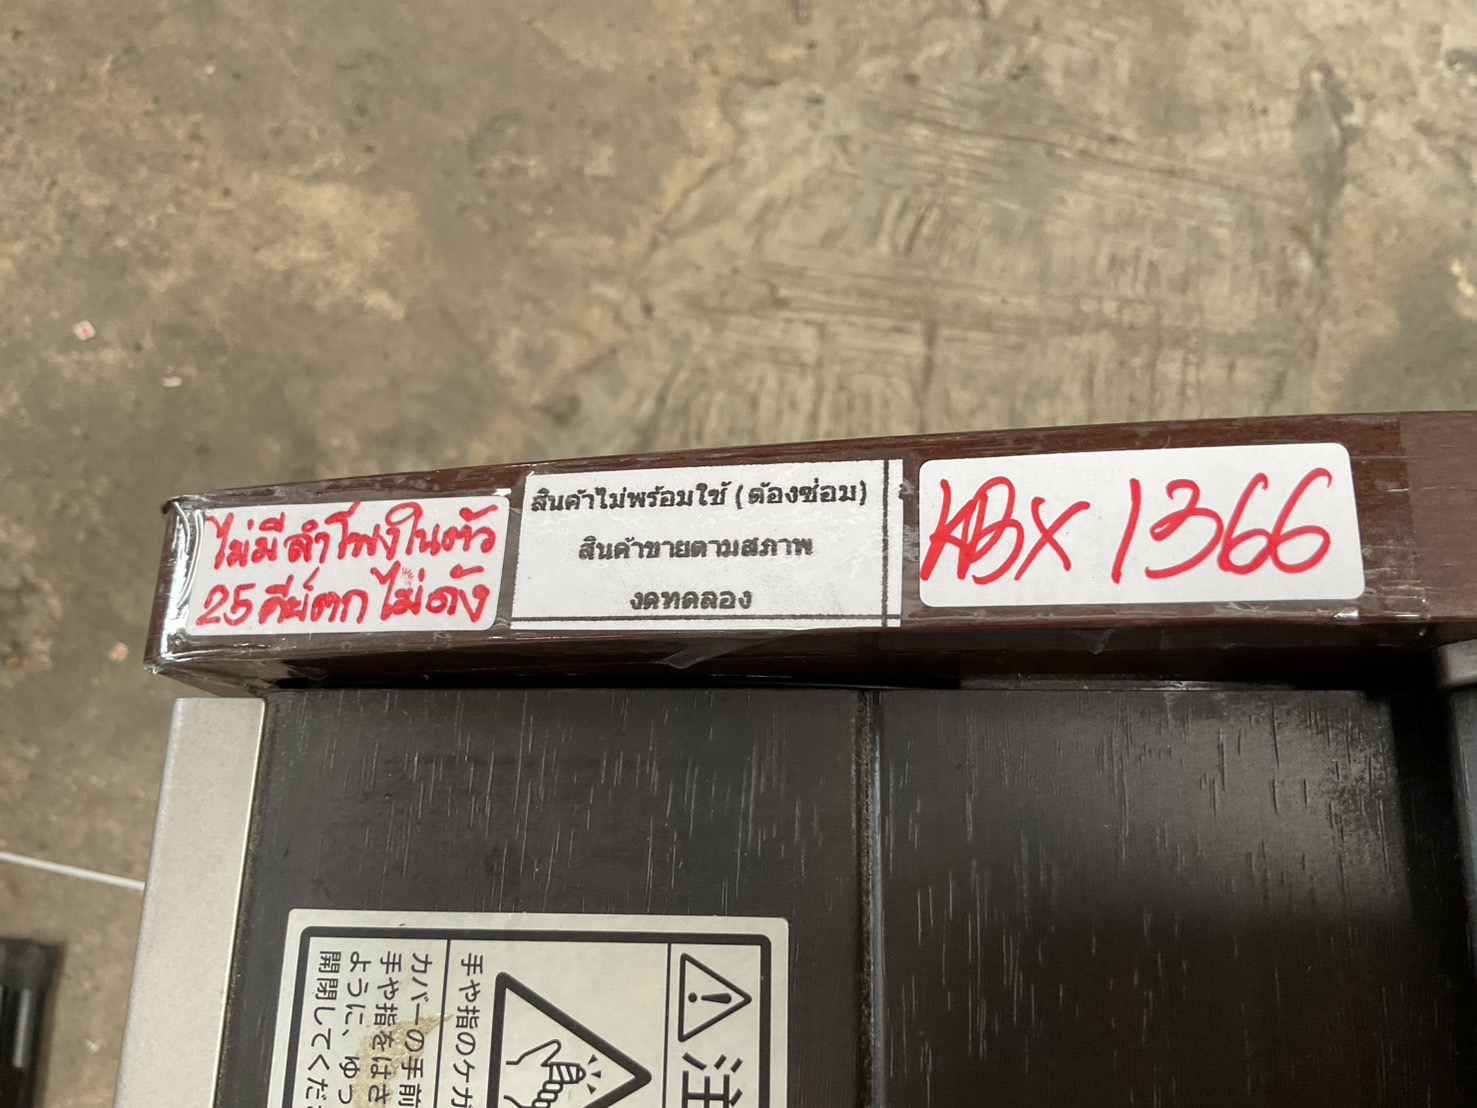 ไม่มีลำโพงในตัว
25 คีย์ตก ไม่ดัง
สินค้าไม่พร้อมใช้ (ต้องซ่อม)
สินค้าขายตามสภาพ
งดทดลอง
ABX 1366
注
手や指のケガ
カバーの手前
手や指をはさ
ように、ゆっ
開閉してくださ